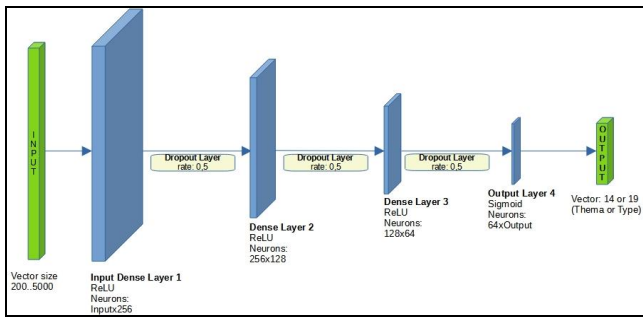 INPUT
Vector size
200..5000
Input Dense Layer 1
ReLU
Neurons:
Inputx256
Dropout Layer
rate: 0,5
Dense Layer 2
ReLU
Neurons:
256x128
Dropout Layer
rate: 0,5
Dense Layer 3
ReLU
Neurons:
128x64
Dropout Layer
rate: 0,5
Output Layer 4
Sigmoid
Neurons:
64xOutput
OUTPUT
Vector: 14 or 19
(Thema or Type)